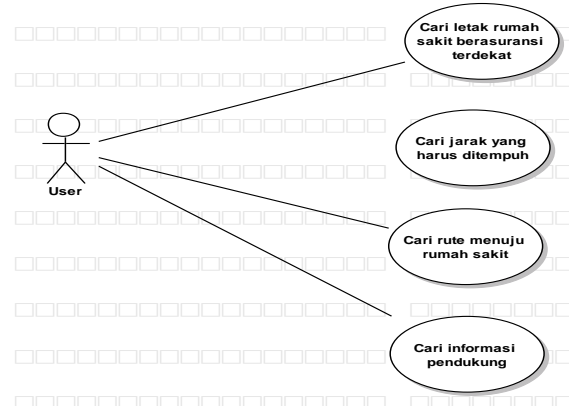 Cari letak rumah
sakit berasuransi
terdekat
Cari jarak yang
harus ditempuh
User
Cari rute menuju
rumah sakit
Cari informasi
pendukung